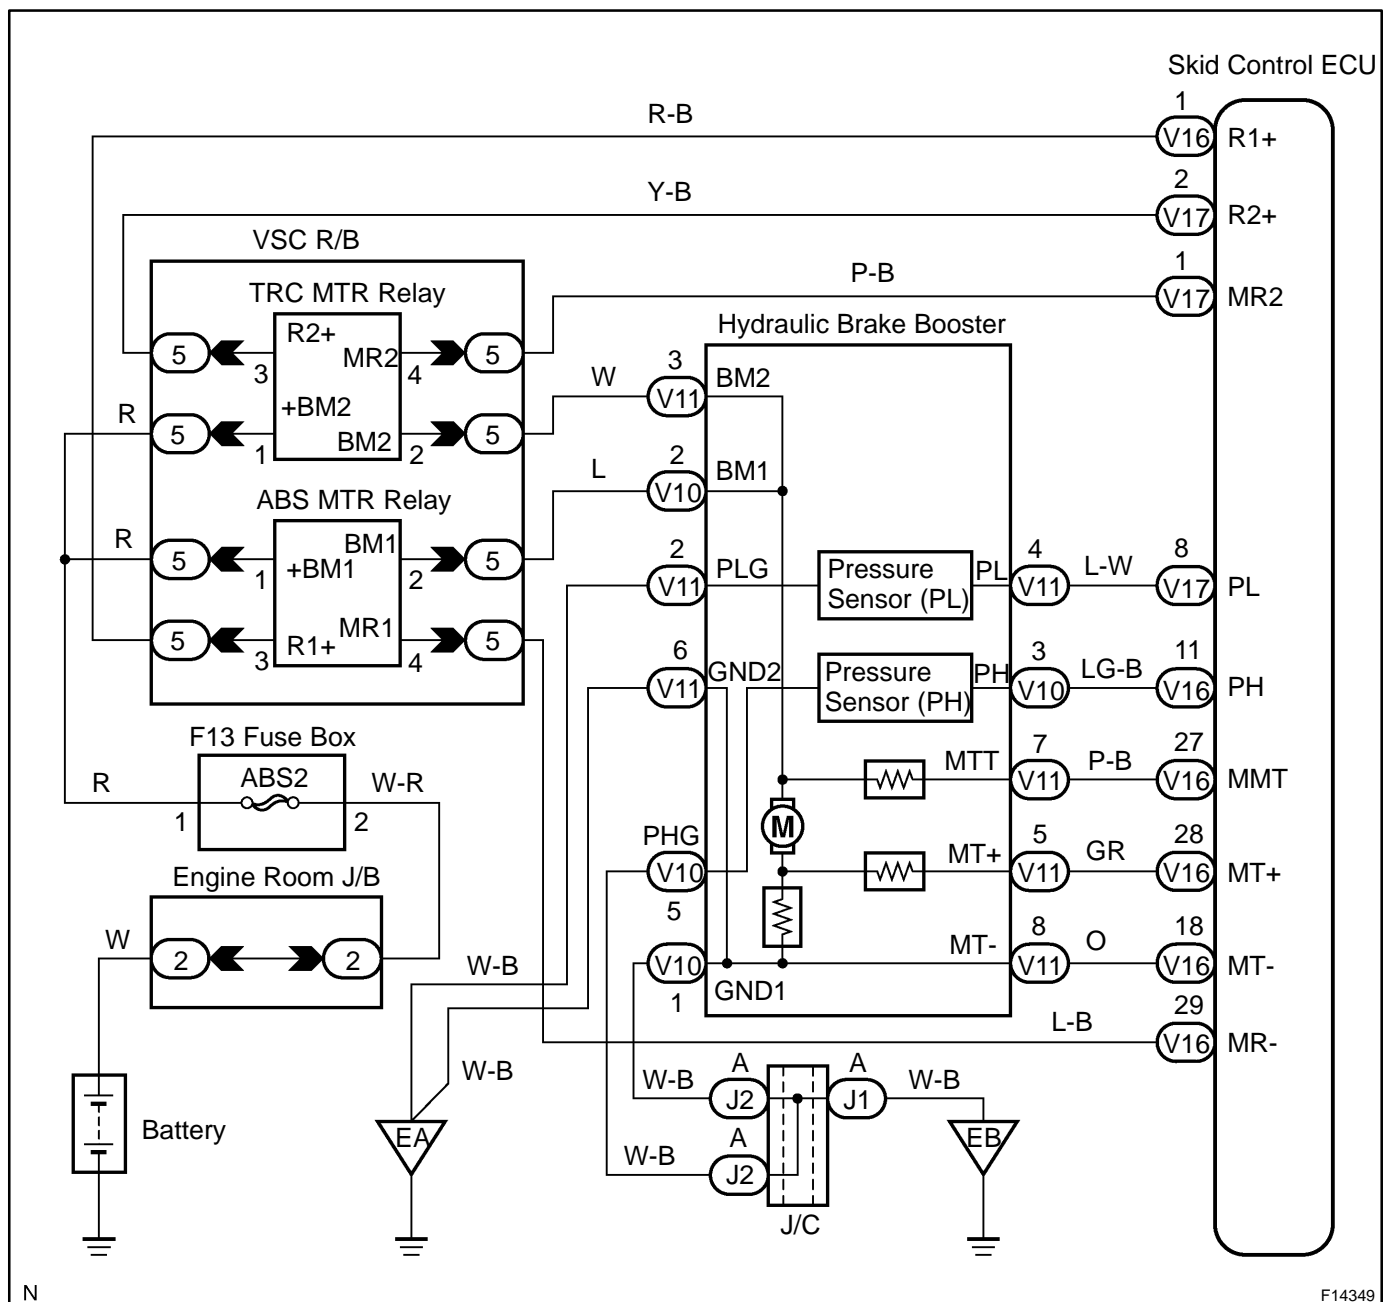 Skid Control ECU
R-B
1
V16
R1+
Y-B
2
V17
R2+
VSC R/B
P-B
1
V17
MR2
TRC MTR Relay
5
3
R2+
MR2
4
5
Hydraulic Brake Booster
R
5
1
+BM2
BM2
2
5
W
3
V11
BM2
ABS MTR Relay
L
2
V10
BM1
R
5
1
+BM1
BM1
2
5
2
V11
PLG
Pressure
Sensor (PL)
PL
4
V11
L-W
8
V17
PL
5
3
R1+
MR1
4
5
6
V11
GND2
Pressure
Sensor (PH)
PH
3
V10
LG-B
11
V16
PH
F13 Fuse Box
R
1
ABS2
2
W-R
MTT
7
V11
P-B
27
V16
MMT
M
PHG
V10
5
MT+
5
V11
GR
28
V16
MT+
Engine Room J/B
W
2
2
W-B
V10
1
GND1
MT-
8
V11
O
18
V16
MT-
L-B
29
V16
MR-
W-B
W-B
A
J2
A
J1
W-B
Battery
EA
W-B
A
J2
EB
J/C
N
F14349